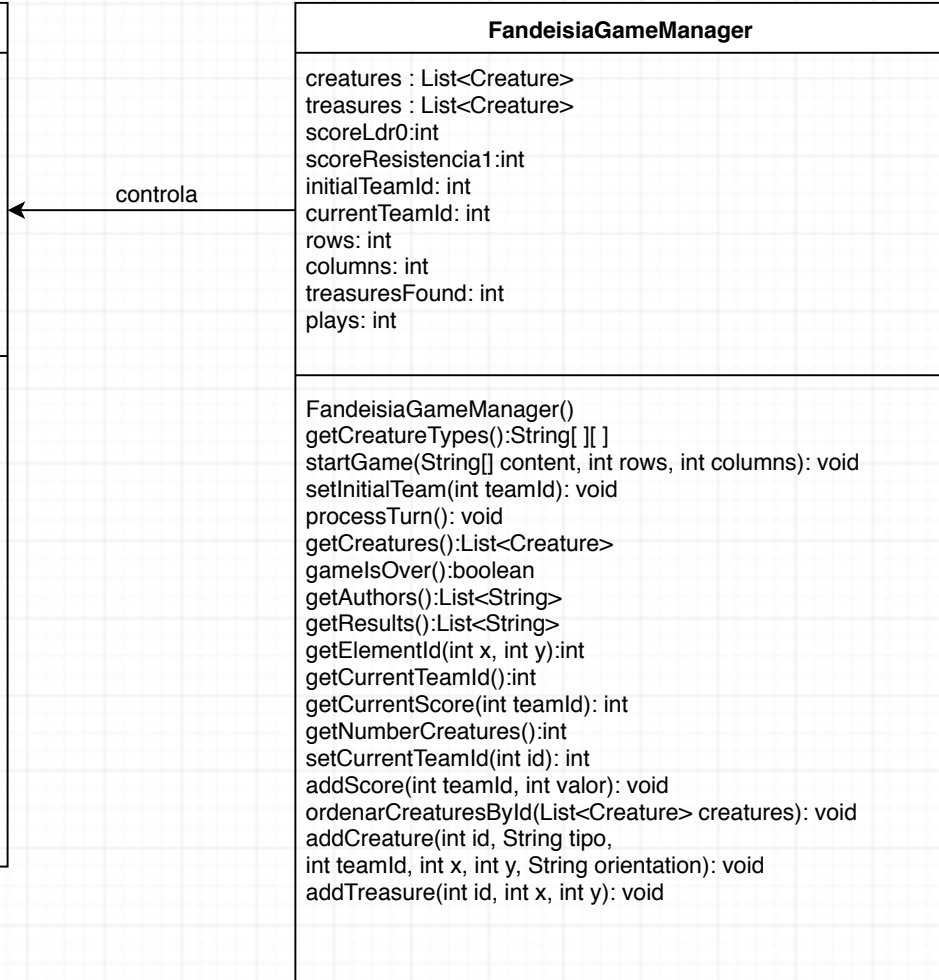 FandeisiaGameManager
creatures : List<Creature>
treasures : List<Creature>
scoreLdr0:int
scoreResistencia1:int
initialTeamId: int
currentTeamId: int
rows: int
columns: int
treasuresFound: int
plays: int
controla
FandeisiaGameManager()
getCreatureTypes():String[ ][ ]
startGame(String[] content, int rows, int columns): void
setInitialTeam(int teamId): void
processTurn(): void
getCreatures():List<Creature>
gameIsOver():boolean
getAuthors():List<String>
getResults():List<String>
getElementId(int x, int y):int
getCurrentTeamId():int
getCurrentScore(int teamId): int
getNumberCreatures():int
setCurrentTeamId(int id): int
addScore(int teamId, int valor): void
ordenarCreaturesById(List<Creature> creatures): void
addCreature(int id, String tipo,
int teamId, int x, int y, String orientation): void
addTreasure(int id, int x, int y): void